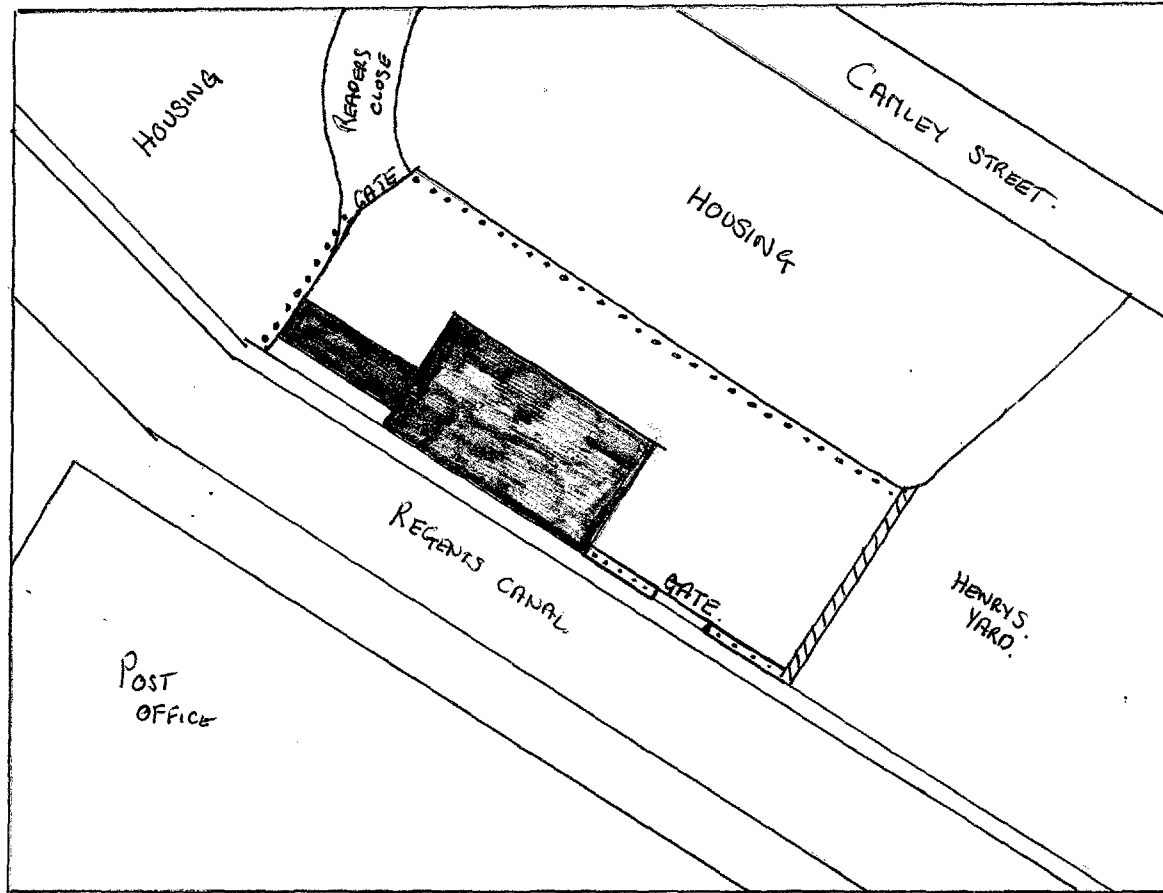 HOUSING
READERS
CLOSE
GATE
CAMLEY STREET.
HOUSING
REGENTS CANAL.
GATE.
HENRYS.
YARD.
POST
OFFICE